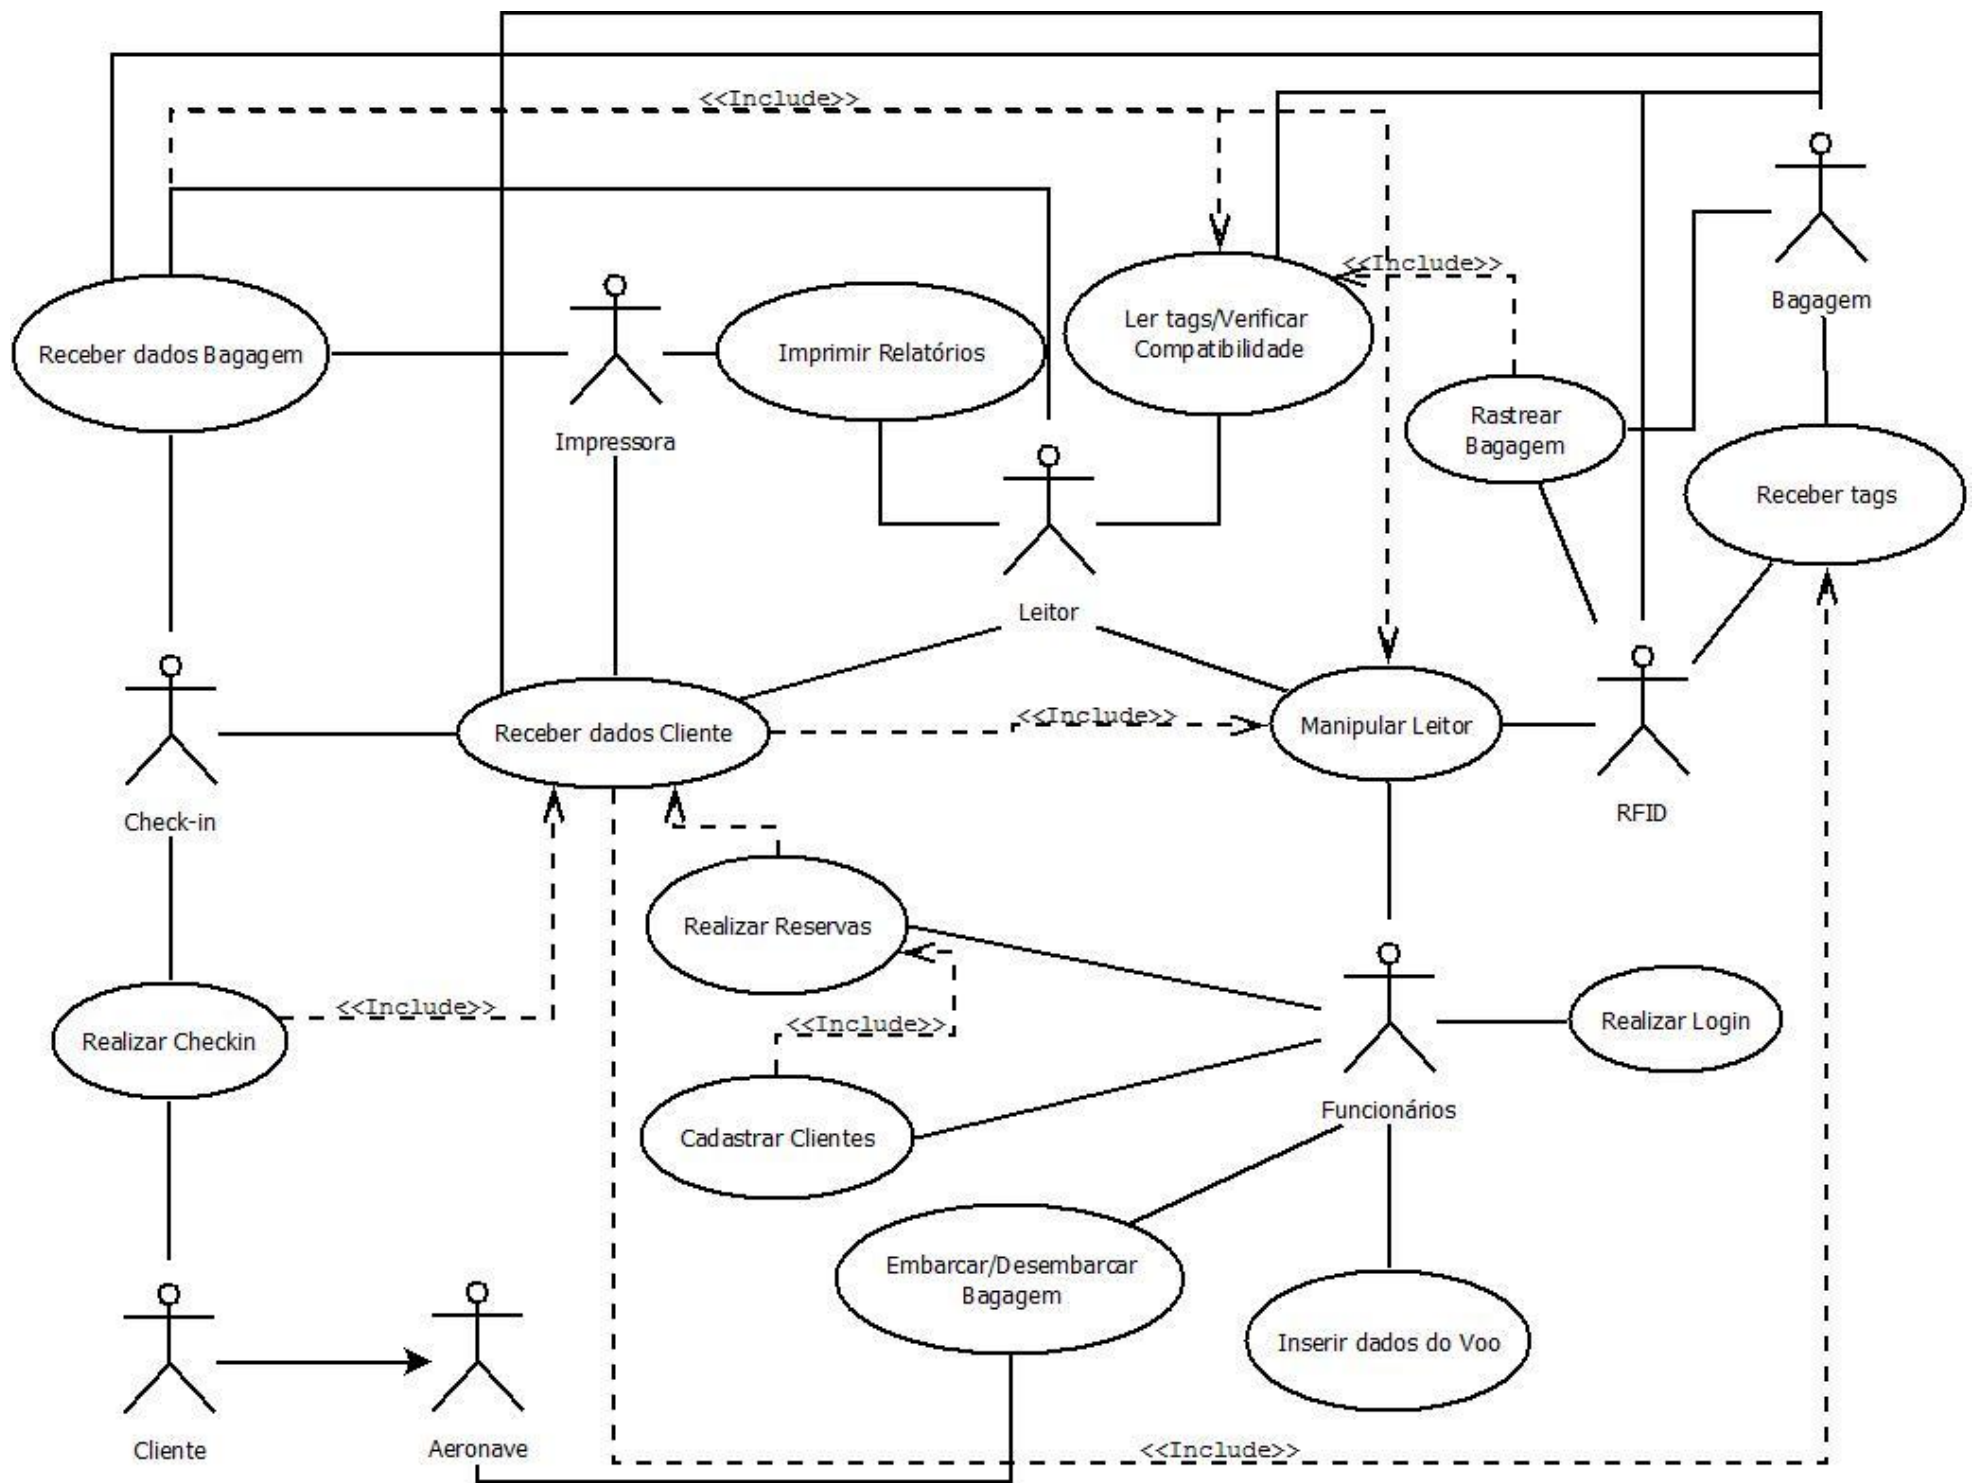 <<Include>>
<<Include>>
Bagagem
Ler tags/Verificar
Compatibilidade
Receber dados Bagagem
Imprimir Relatórios
Rastrear
Bagagem
Impressora
Receber tags
Leitor
<<Include>>
Receber dados Cliente
Manipular Leitor
RFID
Check-in
Realizar Reservas
<<Include>>
<<Include>>
Realizar Login
Realizar Checkin
Funcionários
Cadastrar Clientes
Embarcar/Desembarcar
Bagagem
Inserir dados do Voo
Cliente
Aeronave
<<Include>>